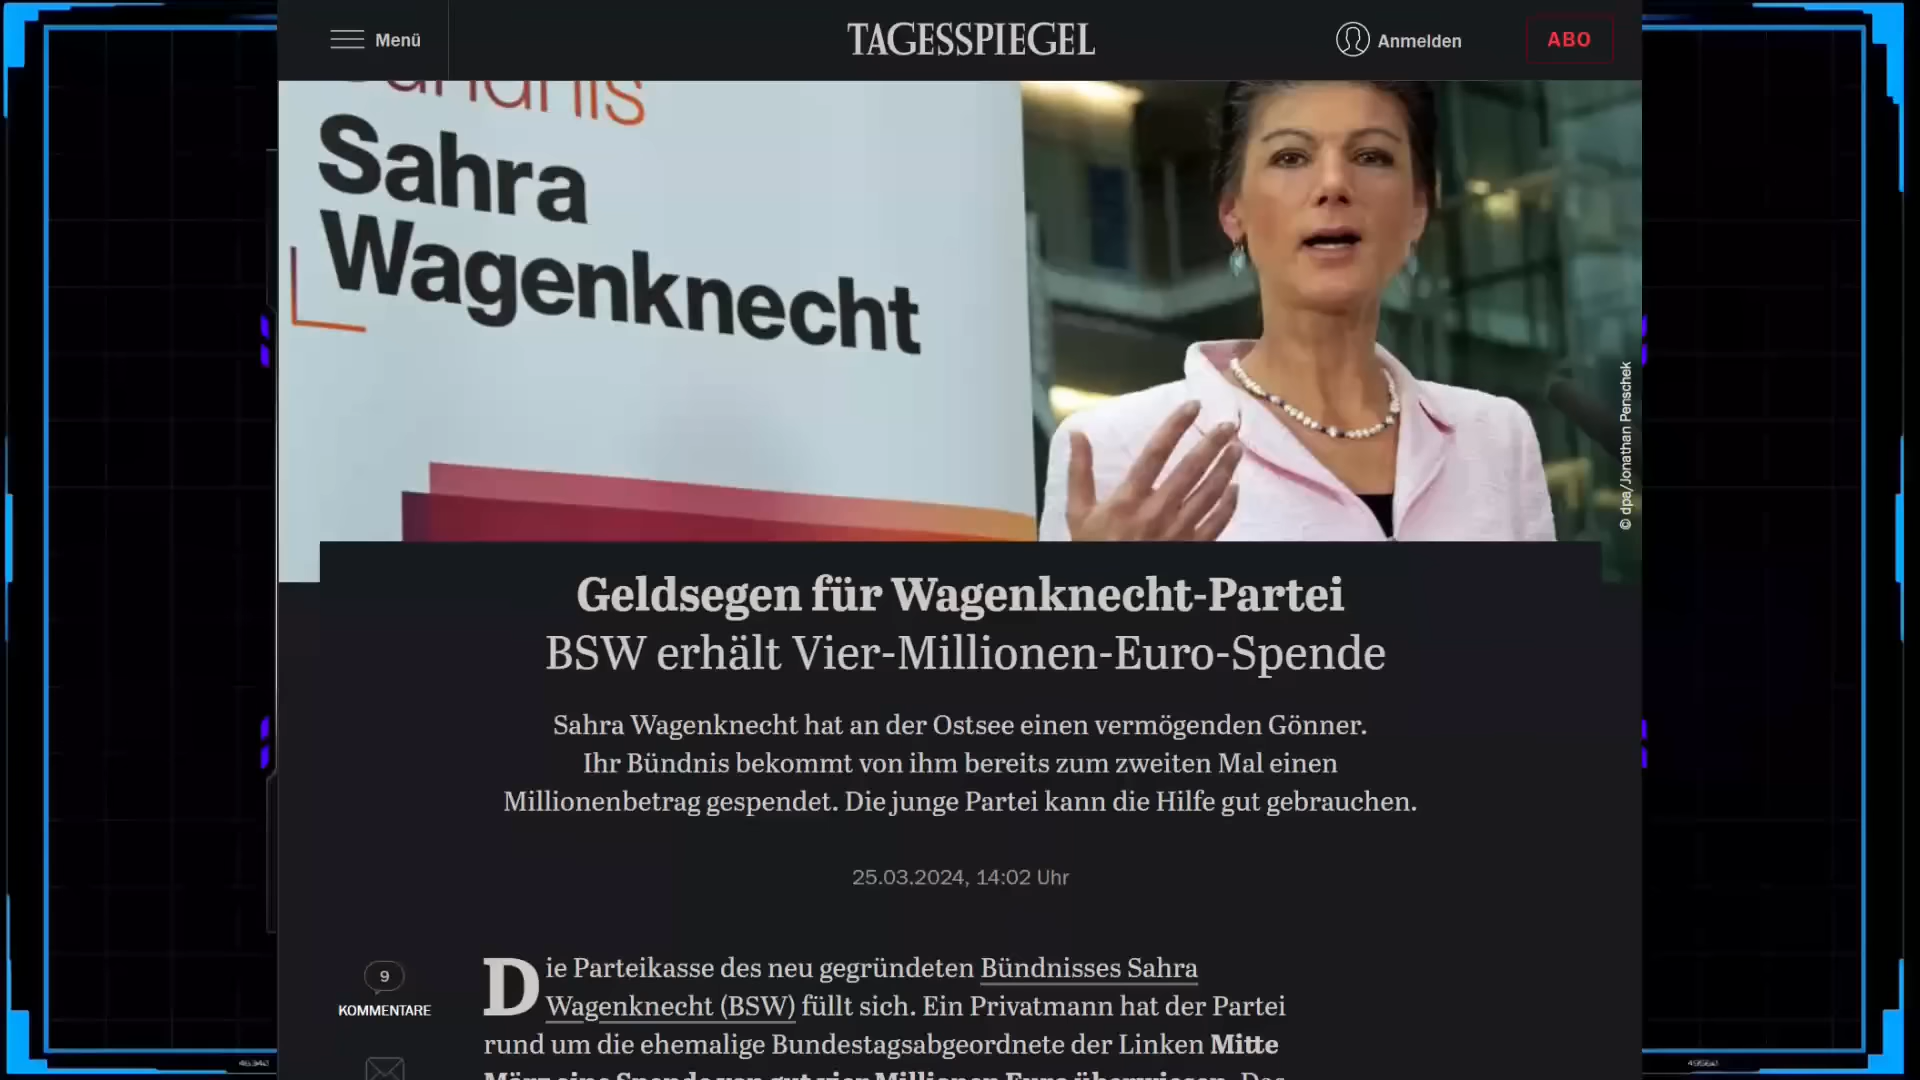 Menü
TAGESSPIEGEL
Anmelden
ABO
Bündnis
Sahra
Wagenknecht
© dpa/Jonathan Penschek
Geldsegen für Wagenknecht-Partei
BSW erhält Vier-Millionen-Euro-Spende
Sahra Wagenknecht hat an der Ostsee einen vermögenden Gönner.
Ihr Bündnis bekommt von ihm bereits zum zweiten Mal einen
Millionenbetrag gespendet. Die junge Partei kann die Hilfe gut gebrauchen.
25.03.2024, 14:02 Uhr
9
KOMMENTARE
Die Parteikasse des neu gegründeten Bündnisses Sahra
Wagenknecht (BSW) füllt sich. Ein Privatmann hat der Partei
rund um die ehemalige Bundestagsabgeordnete der Linken Mitte
März eine Spende von gut vier Millionen Euro überwiesen. Das